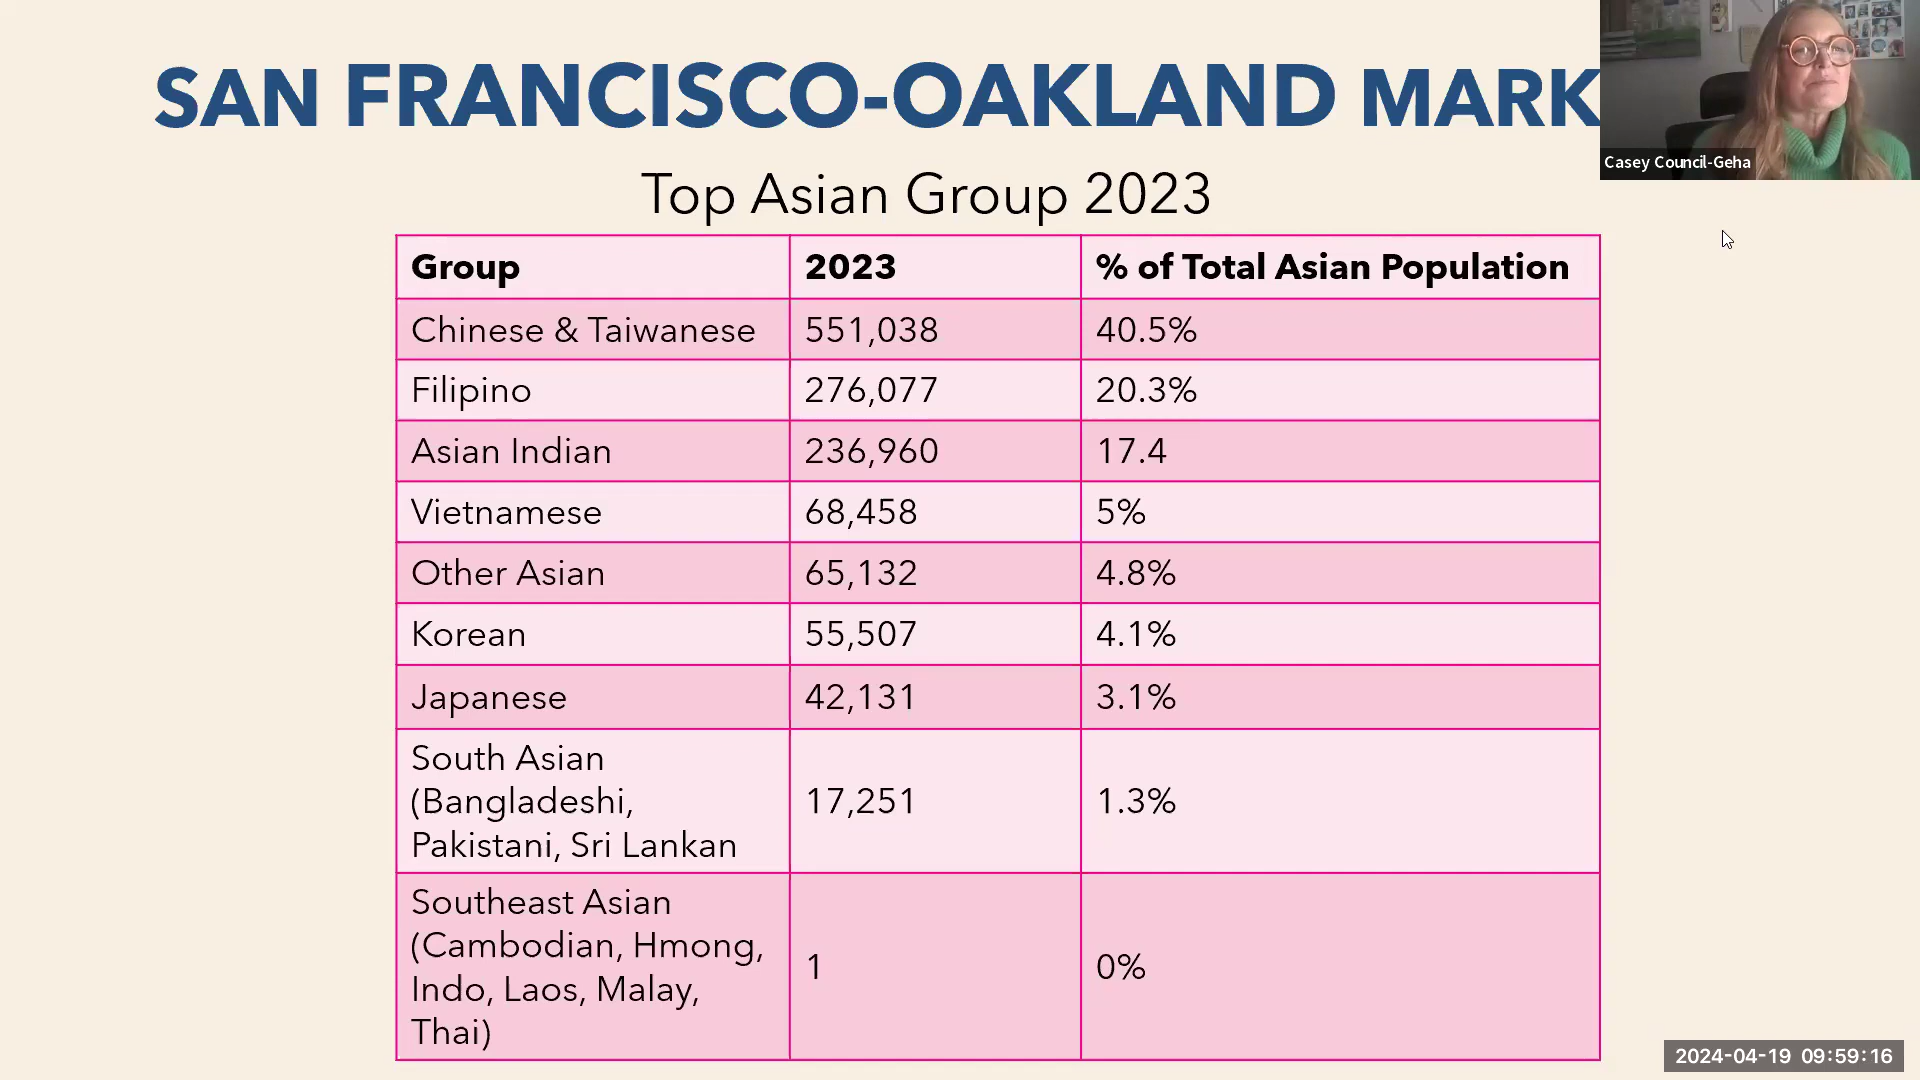 SAN FRANCISCO-OAKLAND MARK
Casey Council-Geha
Top Asian Group 2023
Group 2023 % of Total Asian Population
Chinese & Taiwanese 551,038 40.5%
Filipino 276,077 20.3%
Asian Indian 236,960 17.4
Vietnamese 68,458 5%
Other Asian 65,132 4.8%
Korean 55,507 4.1%
Japanese 42,131 3.1%
South Asian
(Bangladeshi,
Pakistani, Sri Lankan
17,251 1.3%
Southeast Asian
(Cambodian, Hmong,
Indo, Laos, Malay,
Thai)
1 0%
2024-04-19 09:59:16